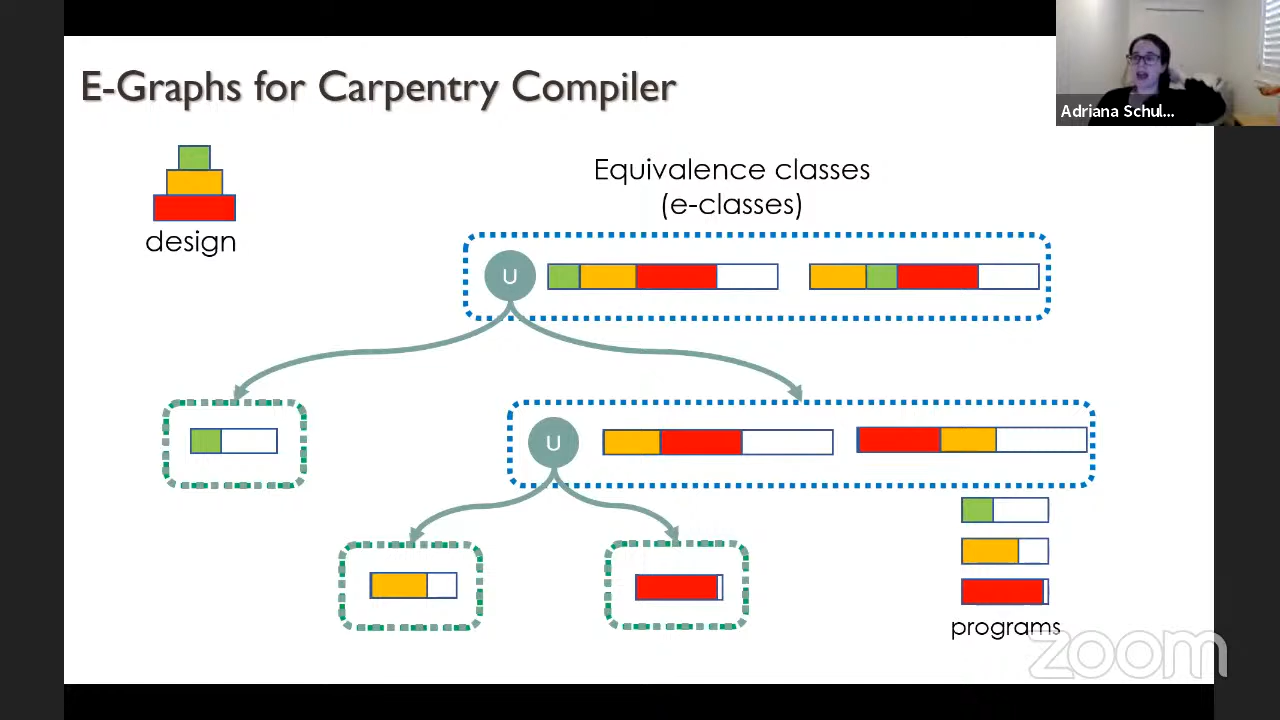 E-Graphs for Carpentry Compiler
Adriana Schul...
design
Equivalence classes
(e-classes)
U
U
programs
zoom